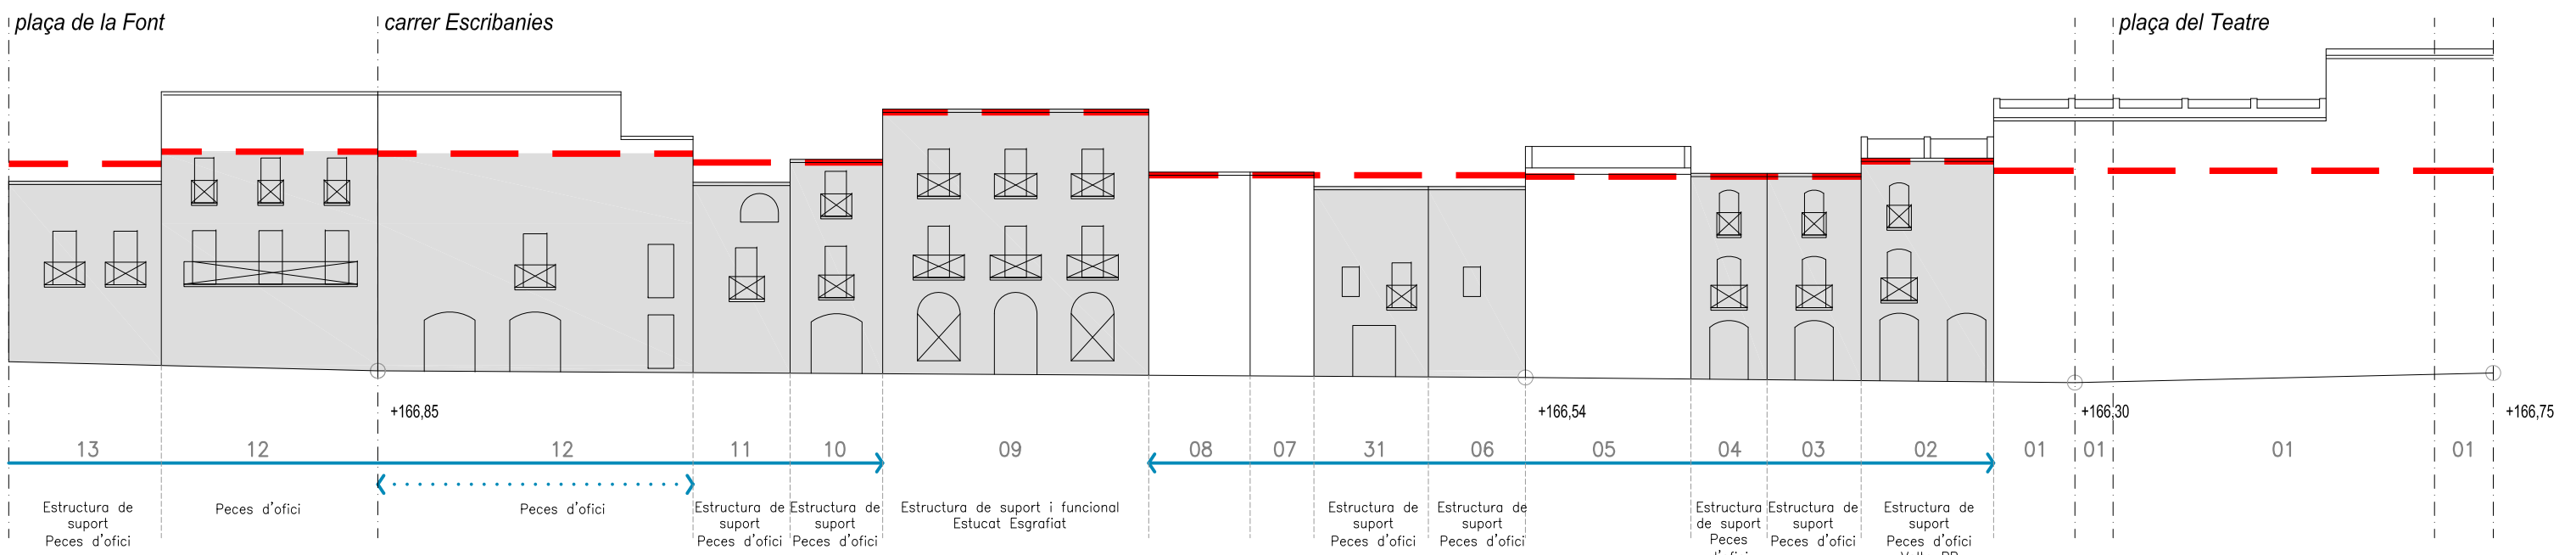 plaça de la Font
carrer Escribanies
plaça del Teatre
+166,85
+166,54
+166,30
+166,75
13
12
12
11
10
09
08
07
31
06
05
04
03
02
01
01
01
01
Estructura de
suport
Peces d'ofici
Peces d'ofici
Peces d'ofici
Estructura de
suport
Peces d'ofici
Estructura de
suport
Peces d'ofici
Estructura de suport i funcional
Estucat Esgrafiat
Estructura de
suport
Peces d'ofici
Estructura de
suport
Peces d'ofici
Estructura
de suport
Peces
d'ofici
Estructura de
suport
Peces d'ofici
Estructura de
suport
Peces d'ofici